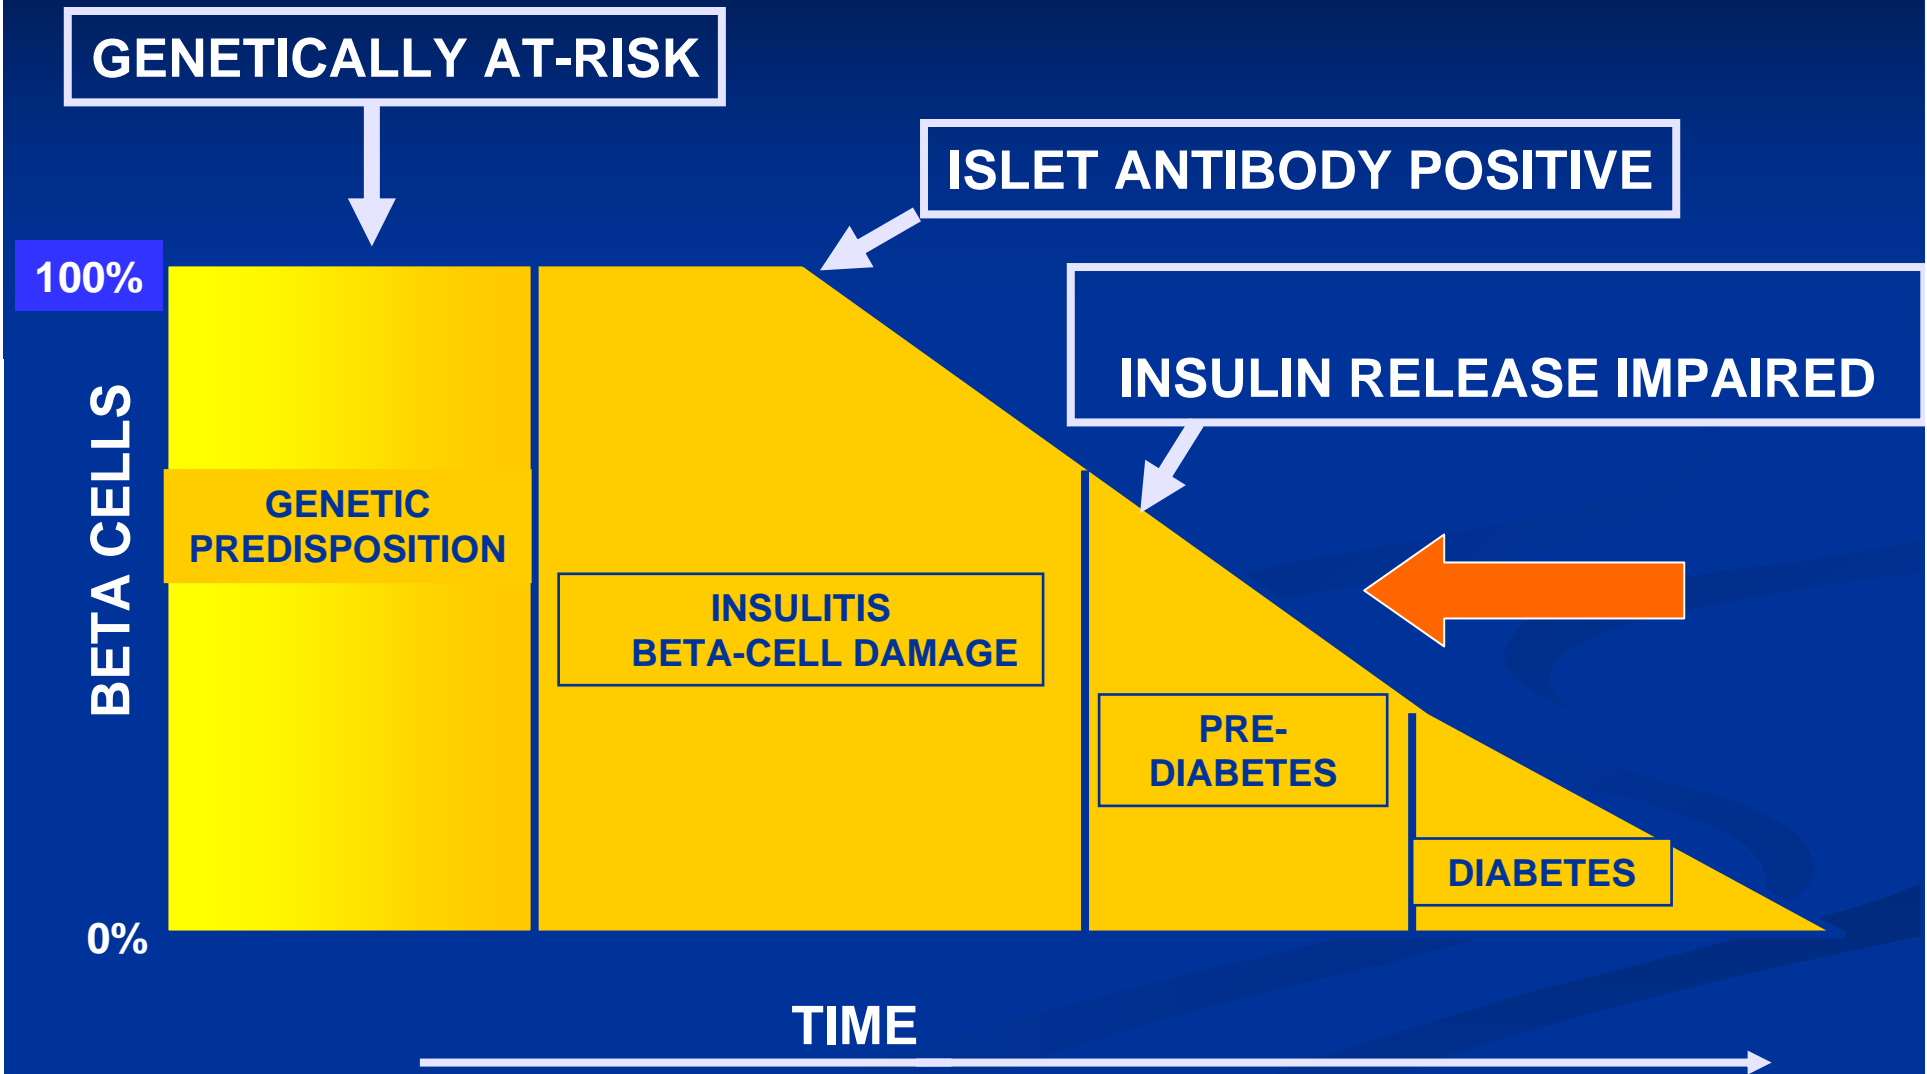 GENETICALLY AT-RISK
ISLET ANTIBODY POSITIVE
100%
INSULIN RELEASE IMPAIRED
BETA CELLS
GENETIC
PREDISPOSITION
INSULITIS
BETA-CELL DAMAGE
PRE-
DIABETES
DIABETES
0%
TIME